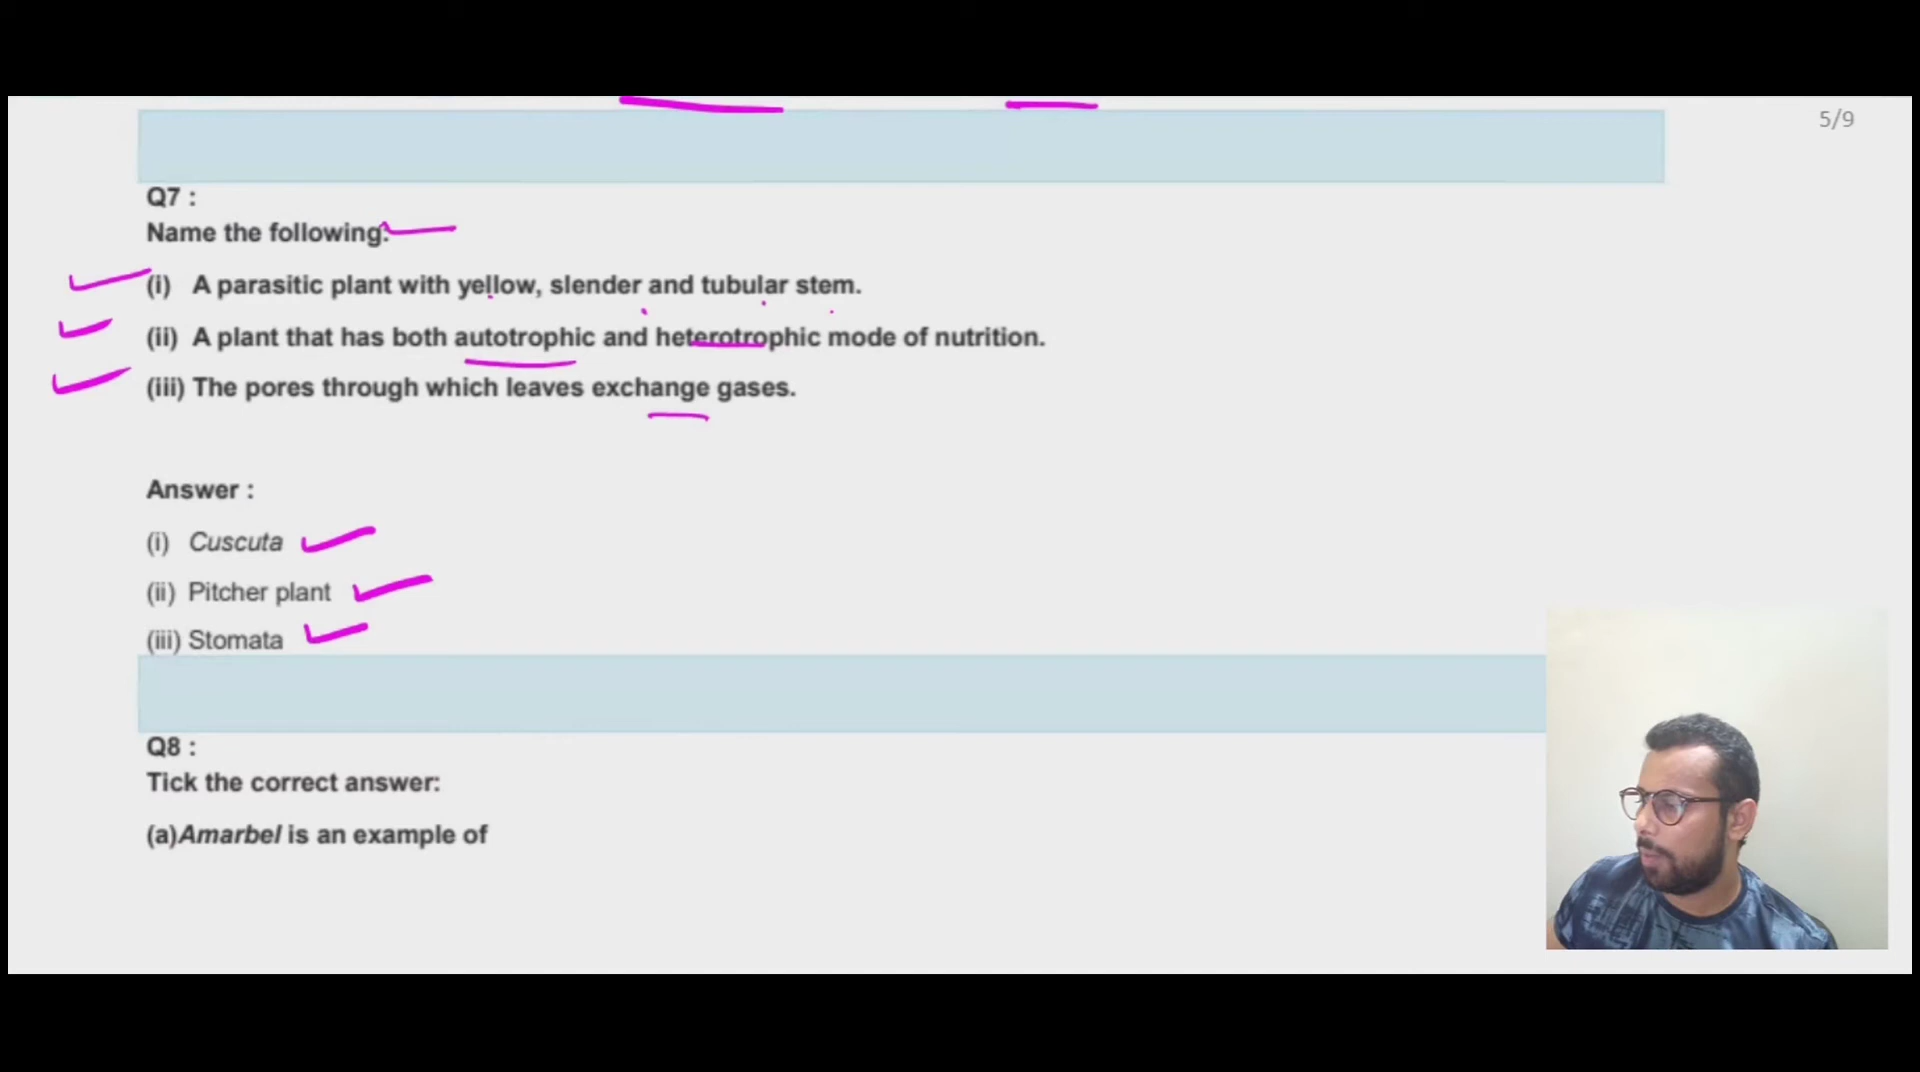 5/9
Q7 :
Name the following:
(i) A parasitic plant with yellow, slender and tubular stem.
(ii) A plant that has both autotrophic and heterotrophic mode of nutrition.
(iii) The pores through which leaves exchange gases.
Answer :
(i) Cuscuta
(ii) Pitcher plant
(iii) Stomata
Q8 :
Tick the correct answer:
(a)Amarbel is an example of